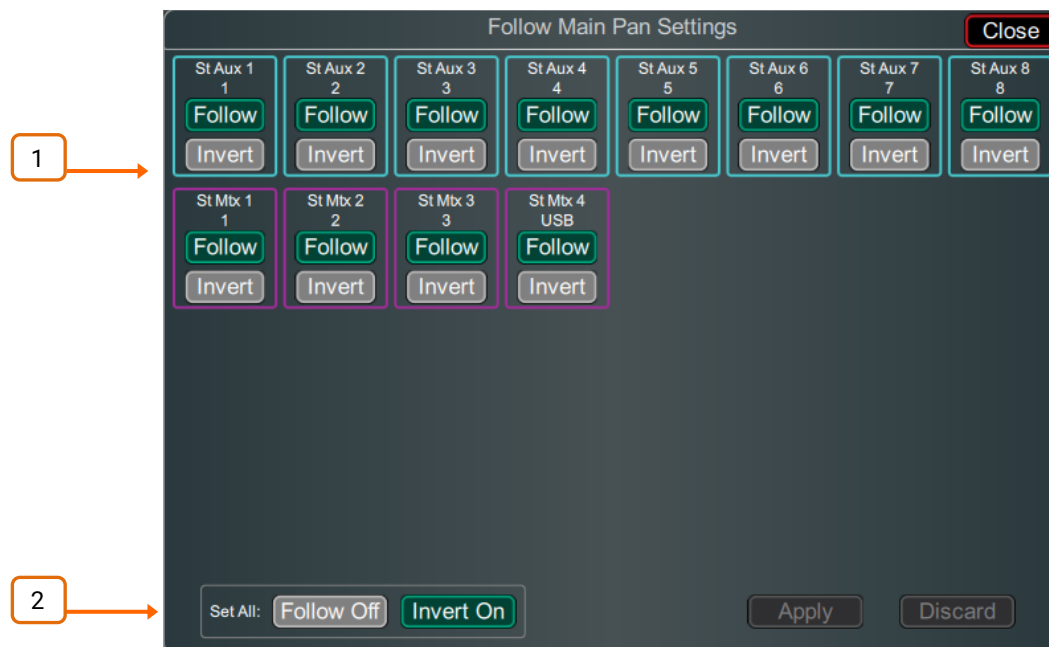 Follow Main Pan Settings Close
St Aux 1 St Aux 2 St Aux 3 St Aux 4 St Aux 5 St Aux 6 St Aux 7 St Aux 8
1 2 3 4 5 6 7 8
Follow Follow Follow Follow Follow Follow Follow Follow
1
Invert Invert Invert Invert Invert Invert Invert Invert
St Mtx 1 St Mtx 2 St Mtx 3 St Mtx 4
1 2 3 USB
Follow Follow Follow Follow
Invert Invert Invert Invert
2
Set All: Follow Off Invert On Apply Discard